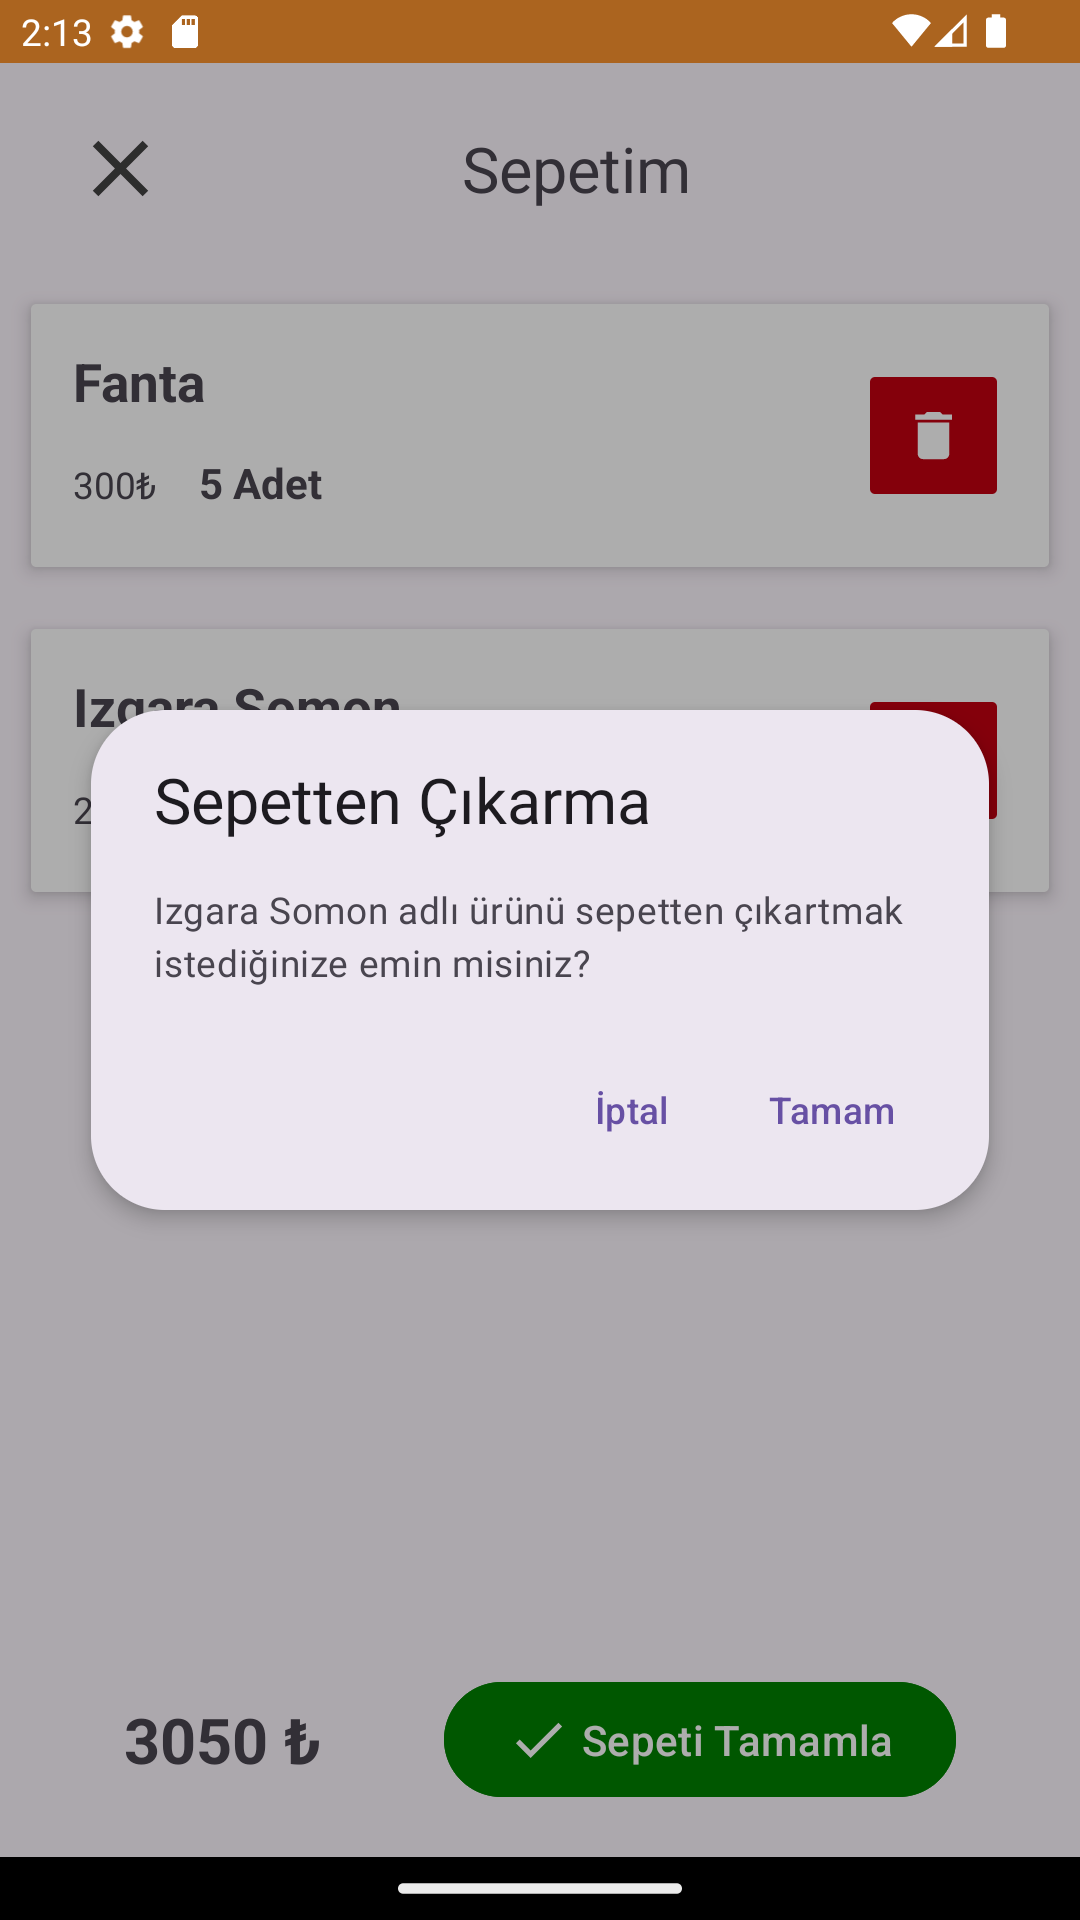 2:13
Sepetim
Fanta
300₺ 5 Adet
Izgara Somon
2
Sepetten Çıkarma
Izgara Somon adlı ürünü sepetten çıkartmak
istediğinize emin misiniz?
İptal Tamam
3050 ₺ Sepeti Tamamla